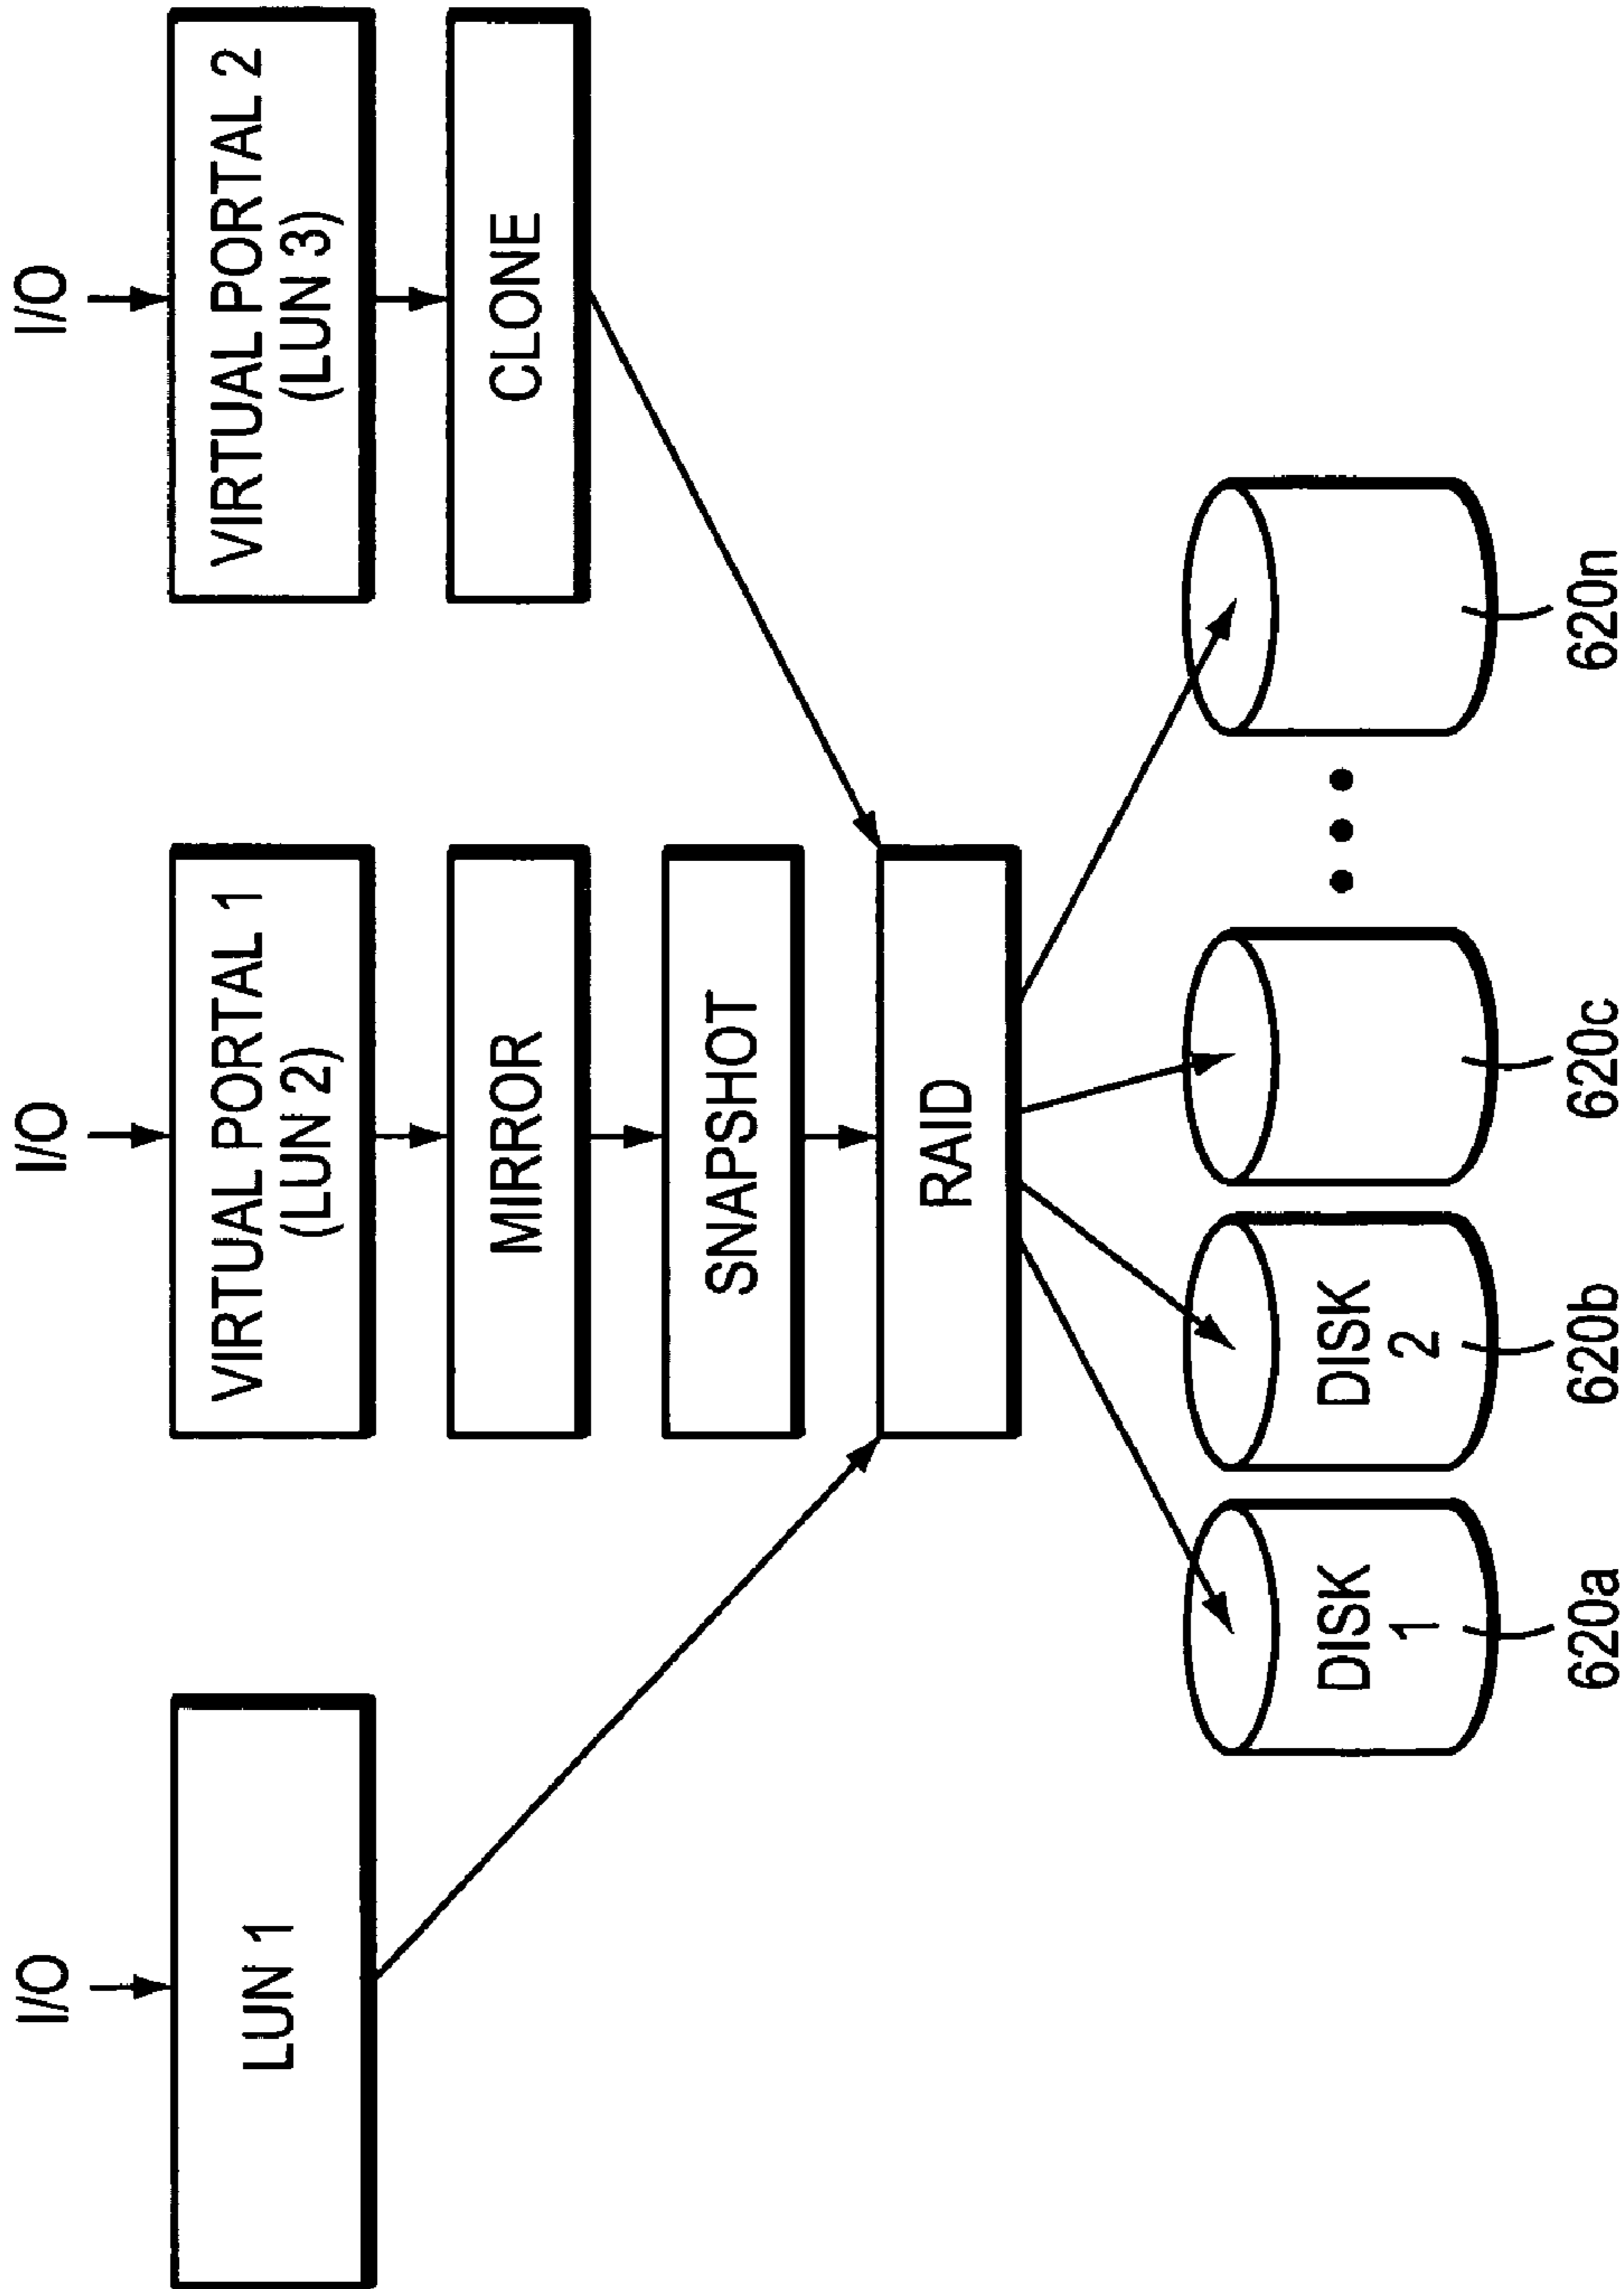 I/O
I/O
I/O
LUN 1
VIRTUAL PORTAL 1
(LUN 2)
VIRTUAL PORTAL 2
(LUN 3)
MIRROR
CLONE
SNAPSHOT
RAID
DISK
1
DISK
2
620a
620b
620c
620n